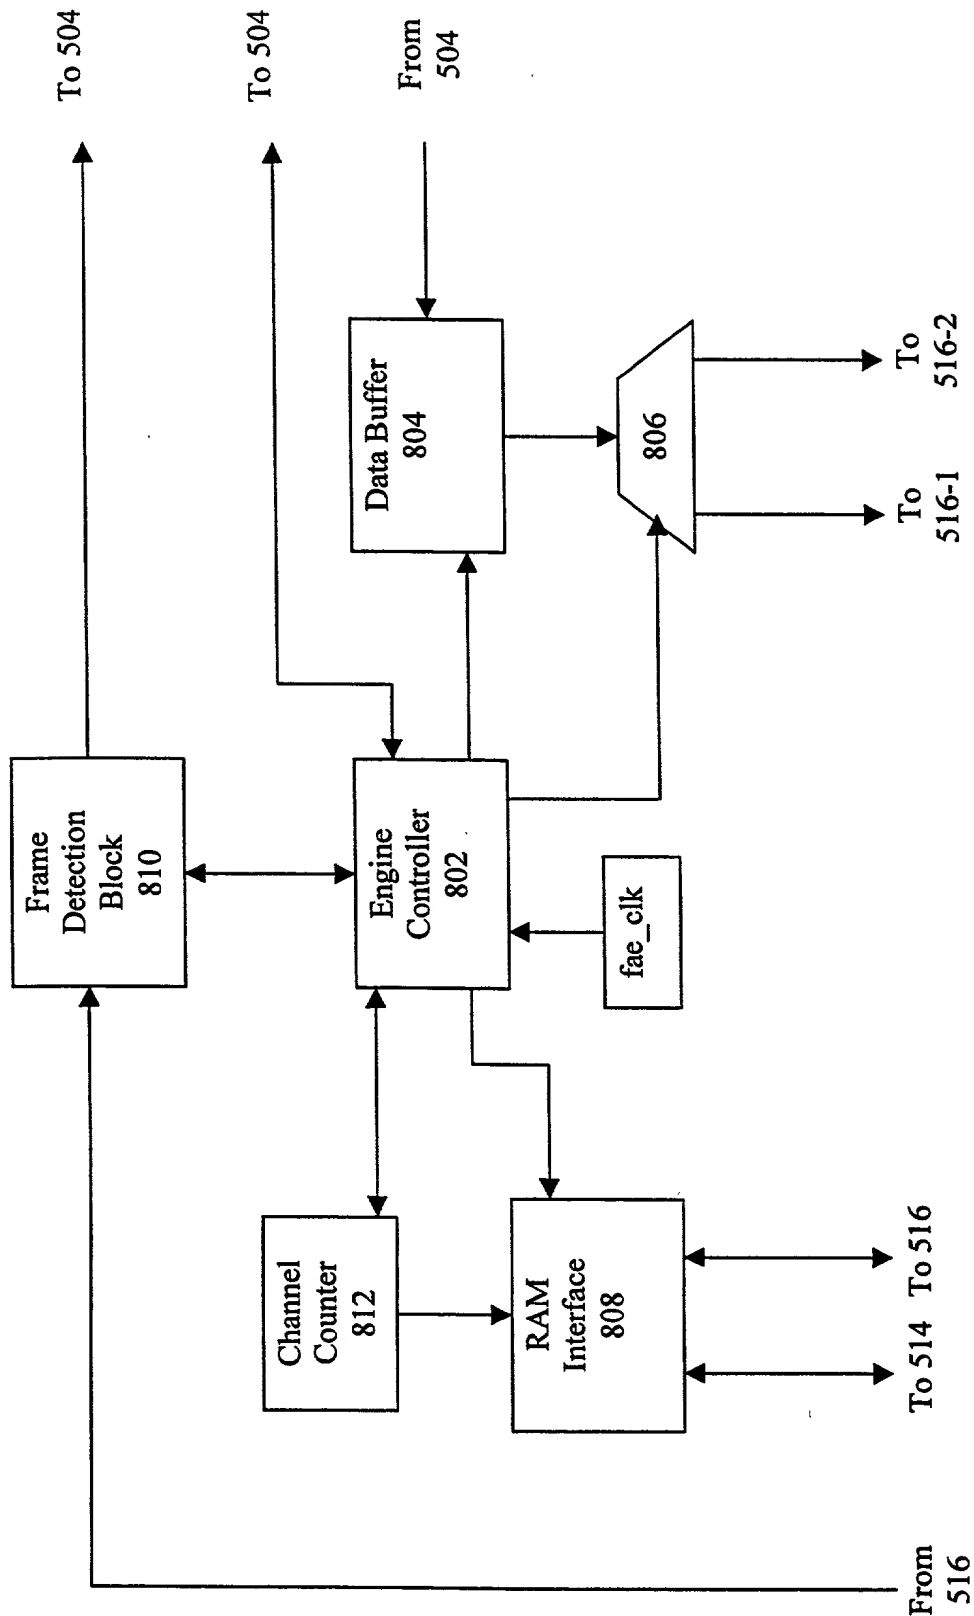 To 504
To 504
From
504
Frame
Detection
Block
810
Data Buffer
804
Engine
Controller
802
806
To
516-2
To
516-1
fae_clk
Channel
Counter
812
RAM
Interface
808
To 516
To 514
From
516